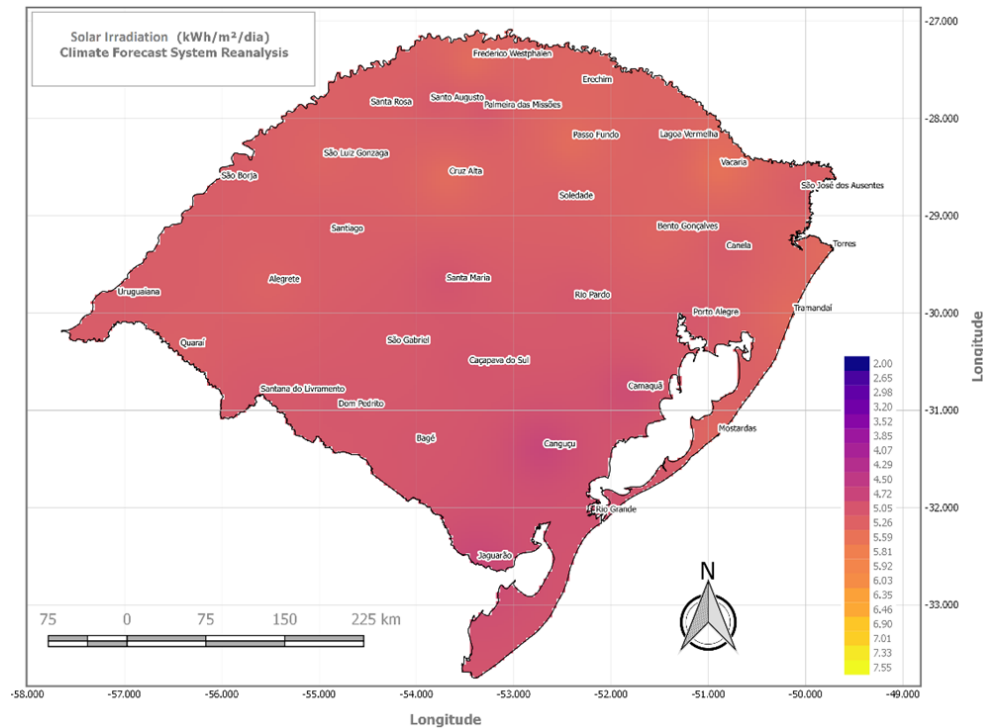 Solar Irradiation (kWh/m²/dia)
Climate Forecast System Reanalysis
-27.000
Frederico Westphalen
Erechim
Santa Rosa
Santo Augusto
Palmeira das Missões
-28.000
Passo Fundo
Lagoa Vermelha
São Luiz Gonzaga
Vacaria
Cruz Alta
São Borja
São José dos Ausentes
Soledade
-29.000
Santiago
Bento Gonçalves
Canela
Torres
Alegrete
Santa Maria
Uruguaiana
Rio Pardo
Tramandaí
Porto Alegre
-30.000
Quaraí
São Gabriel
Longitude
Caçapava do Sul
Santana do Livramento
Camaquã
Dom Pedrito
-31.000
Mostardas
Bagé
Canguçu
-32.000
Rio Grande
Jaguarão
-33.000
2.00
2.65
2.98
3.20
3.52
3.85
4.07
4.29
4.50
4.72
5.05
5.26
5.59
5.81
5.92
6.03
6.35
6.46
6.90
7.01
7.33
7.55
N
75 0 75 150 225 km
-58.000 -57.000 -56.000 -55.000 -54.000 -53.000 -52.000 -51.000 -50.000 -49.000
Longitude